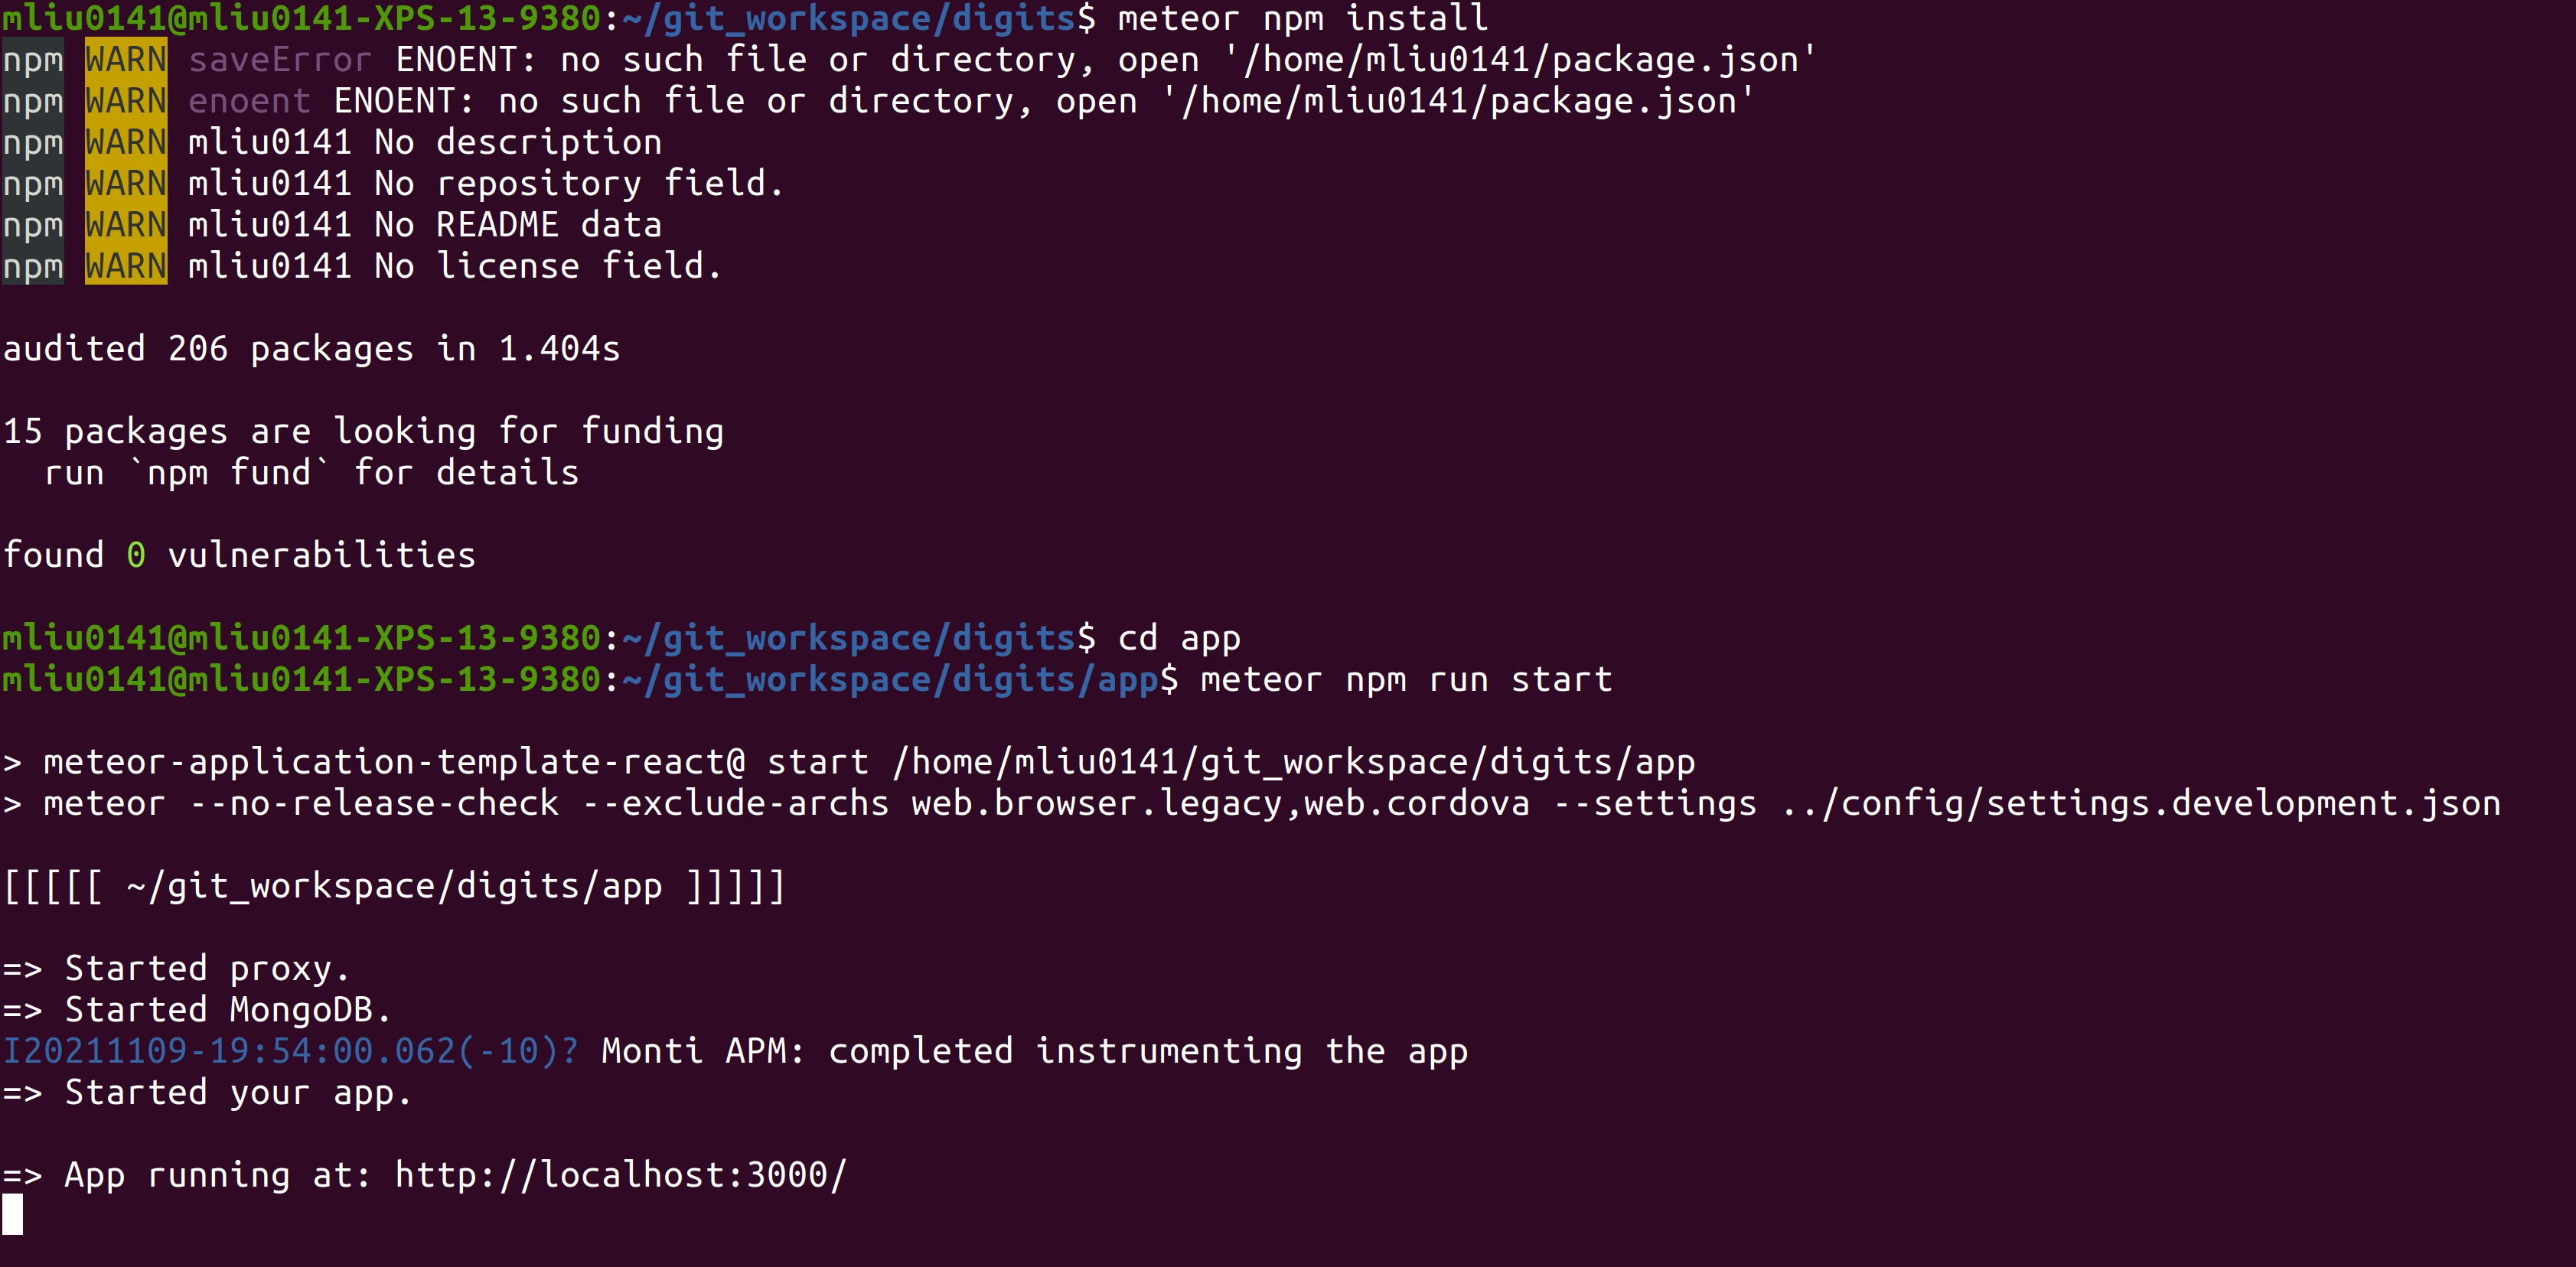 mliu0141@mliu0141-XPS-13-9380:~/git_workspace/digits$ meteor npm install
npm WARN saveError ENOENT: no such file or directory, open '/home/mliu0141/package.json'
npm WARN enoent ENOENT: no such file or directory, open '/home/mliu0141/package.json'
npm WARN mliu0141 No description
npm WARN mliu0141 No repository field.
npm WARN mliu0141 No README data
npm WARN mliu0141 No license field.
audited 206 packages in 1.404s
15 packages are looking for funding
  run `npm fund` for details
found 0 vulnerabilities
mliu0141@mliu0141-XPS-13-9380:~/git_workspace/digits$ cd app
mliu0141@mliu0141-XPS-13-9380:~/git_workspace/digits/app$ meteor npm run start
> meteor-application-template-react@ start /home/mliu0141/git_workspace/digits/app
> meteor --no-release-check --exclude-archs web.browser.legacy,web.cordova --settings ../config/settings.development.json
[[[[[ ~/git_workspace/digits/app ]]]]]
=> Started proxy.
=> Started MongoDB.
I20211109-19:54:00.062(-10)? Monti APM: completed instrumenting the app
=> Started your app.
=> App running at: http://localhost:3000/